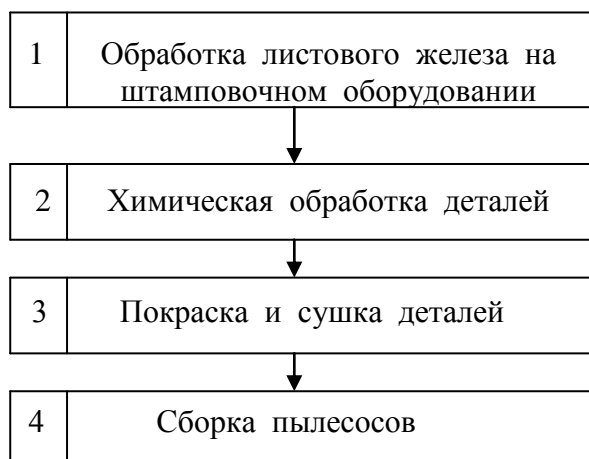 1 Обработка листового железа на
штамповочном оборудовании
2 Химическая обработка деталей
3 Покраска и сушка деталей
4 Сборка пылесосов